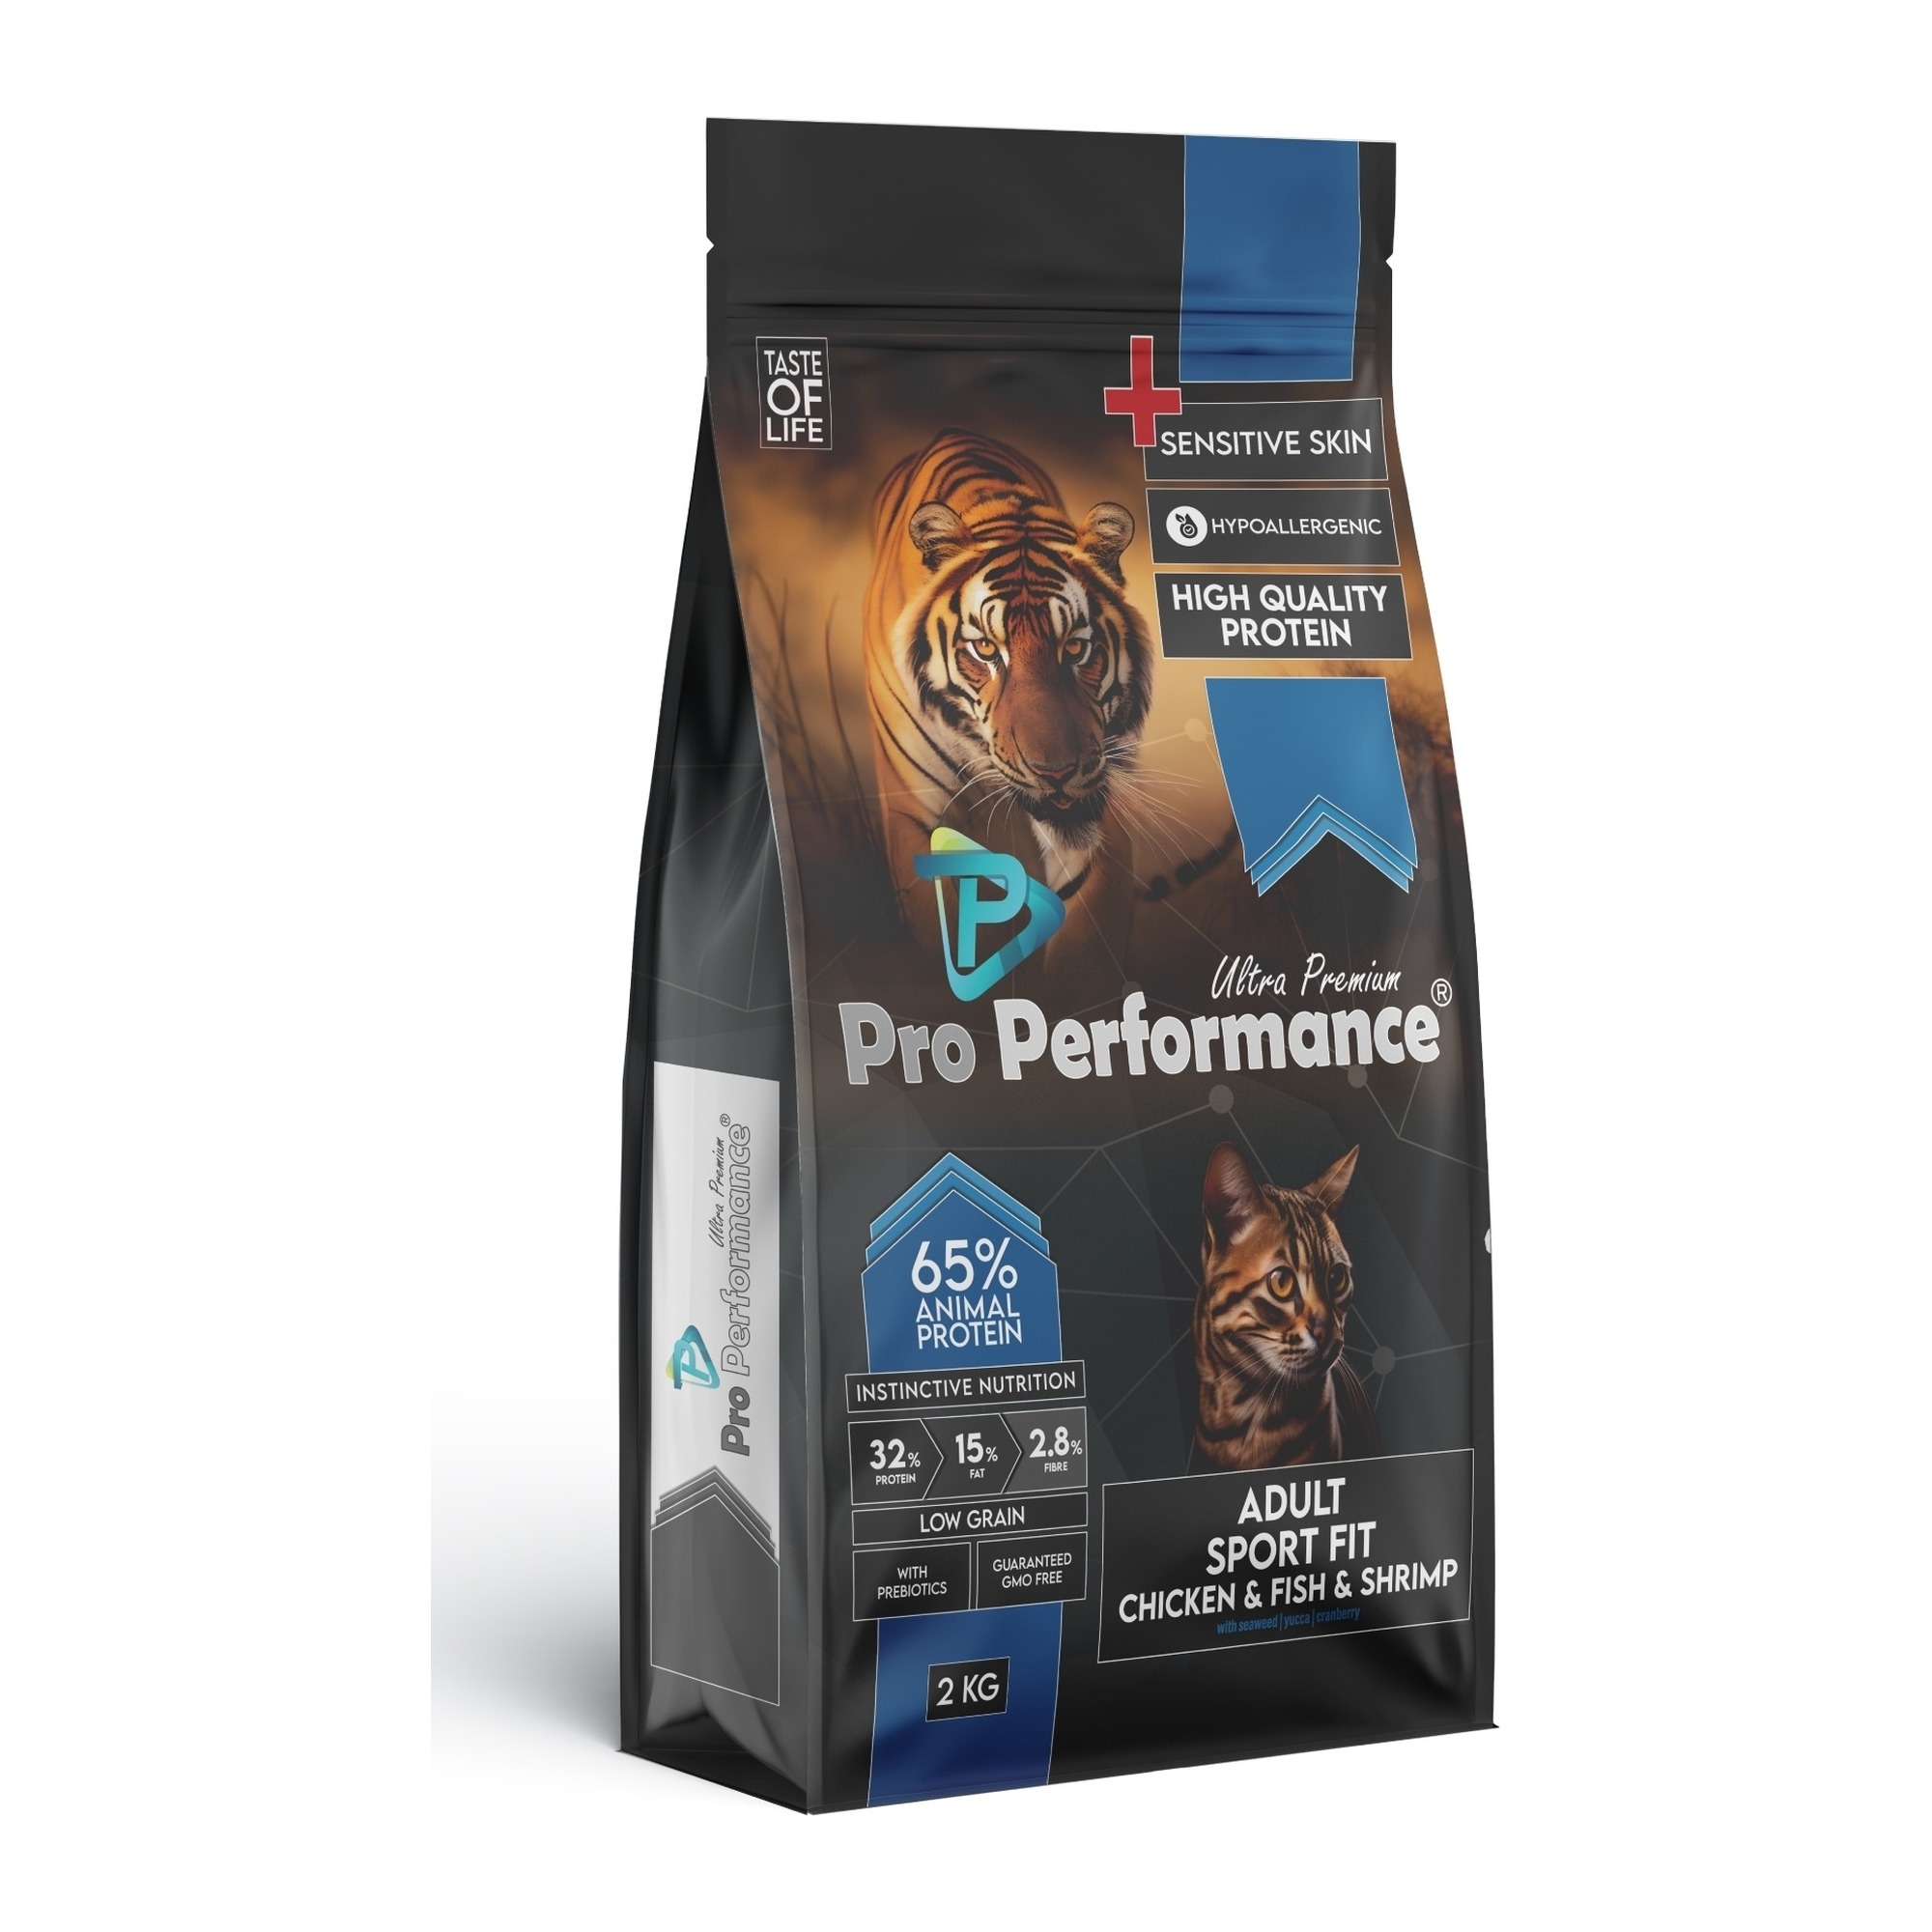 TASTE
OF
LIFE
SENSITIVE SKIN
HYPOALLERGENIC
HIGH QUALITY
PROTEIN
P
Ultra Premium
Pro Performance®
65%
ANIMAL
PROTEIN
INSTINCTIVE NUTRITION
32% 15% 2.8%
PROTEIN FAT FIBRE
LOW GRAIN
WITH
PREBIOTICS
GUARANTEED
GMO FREE
2 KG
ADULT
SPORT FIT
CHICKEN & FISH & SHRIMP
with seaweed | yucca | cranberry
P
Ultra Premium
Pro Performance®